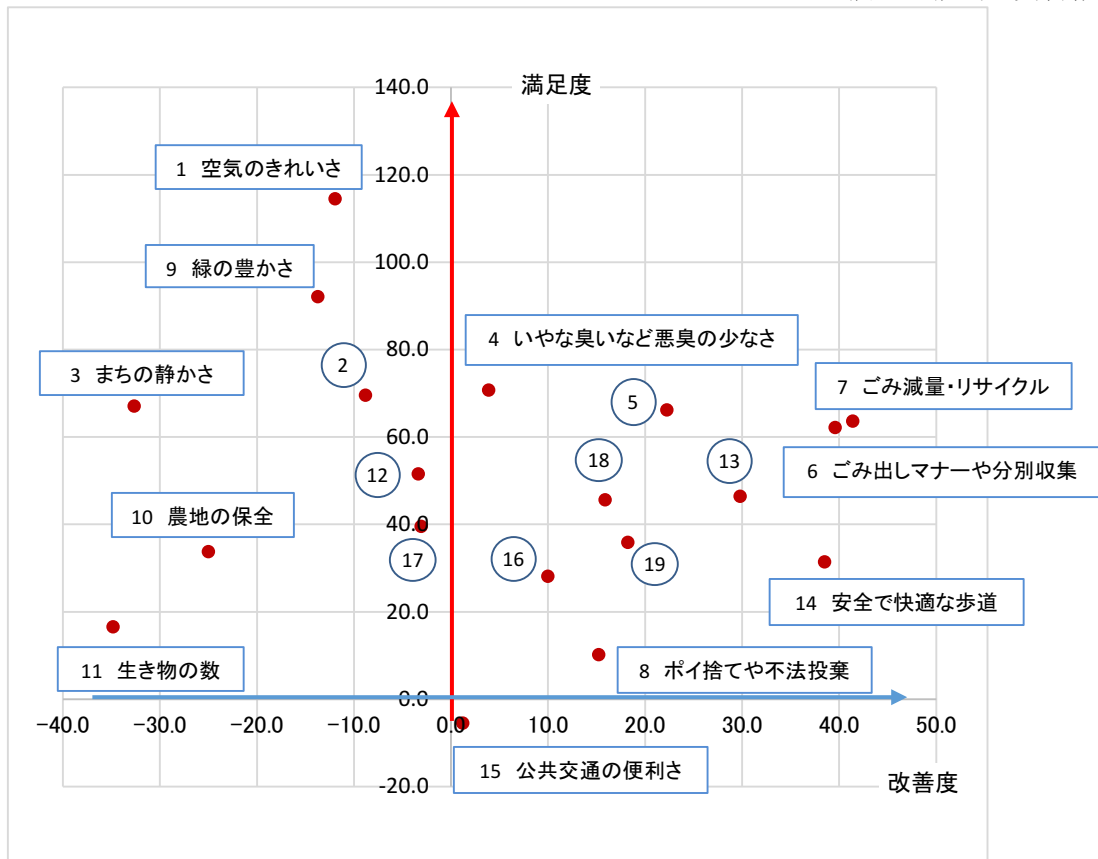 満足度
140.0
120.0
100.0
80.0
60.0
40.0
20.0
0.0
-20.0
−40.0 −30.0 −20.0 −10.0 0.0 10.0 20.0 30.0 40.0 50.0
改善度
1 空気のきれいさ
9 緑の豊かさ
4 いやな臭いなど悪臭の少なさ
2
3 まちの静かさ
7 ごみ減量・リサイクル
5
12
18
13
6 ごみ出しマナーや分別収集
10 農地の保全
17
16
19
14 安全で快適な歩道
11 生き物の数
8 ポイ捨てや不法投棄
15 公共交通の便利さ